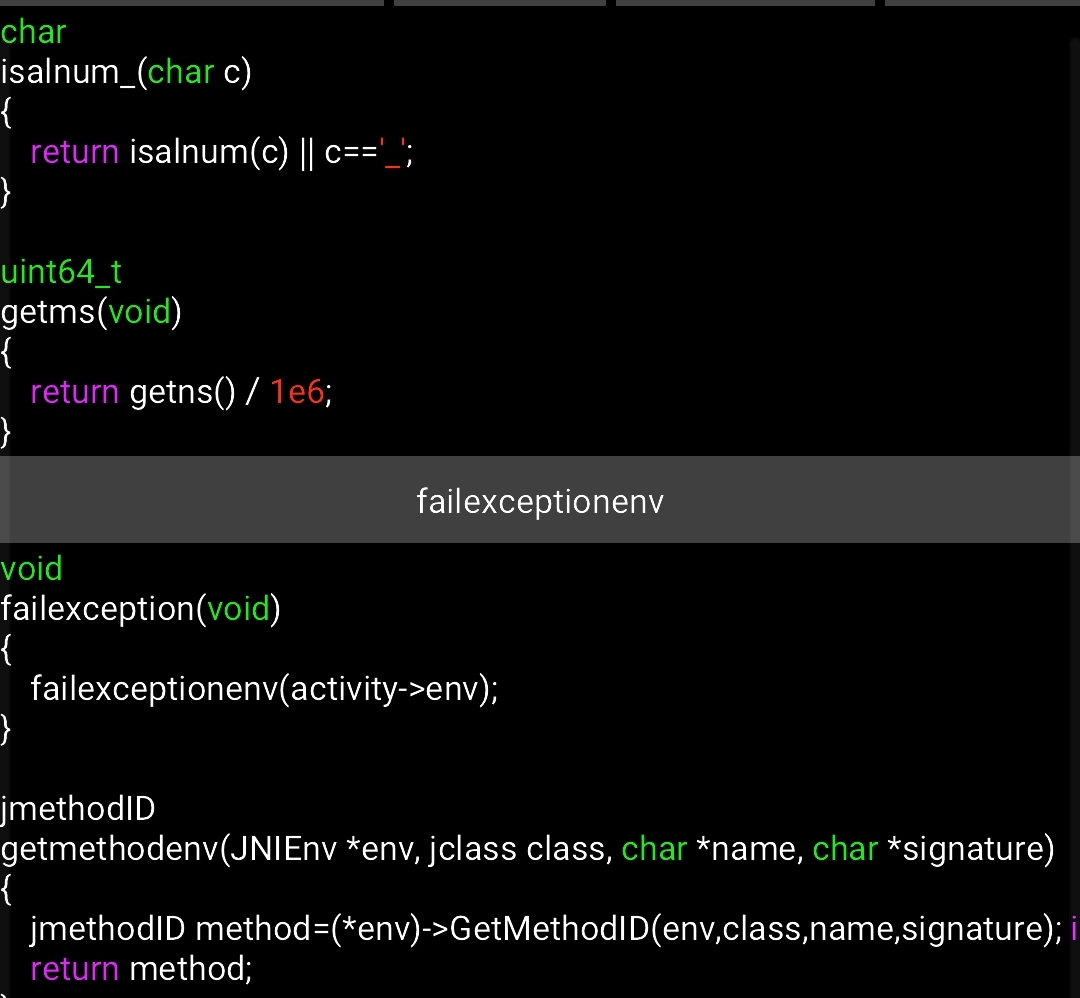 char
isalnum_(char c)
{
    return isalnum(c) || c=='_';
}
uint64_t
getms(void)
{
    return getns() / 1e6;
}
failexceptionenv
void
failexception(void)
{
    failexceptionenv(activity->env);
}
jmethodID
getmethodenv(JNIEnv *env, jclass class, char *name, char *signature)
{
    jmethodID method=(*env)->GetMethodID(env,class,name,signature); i
    return method;